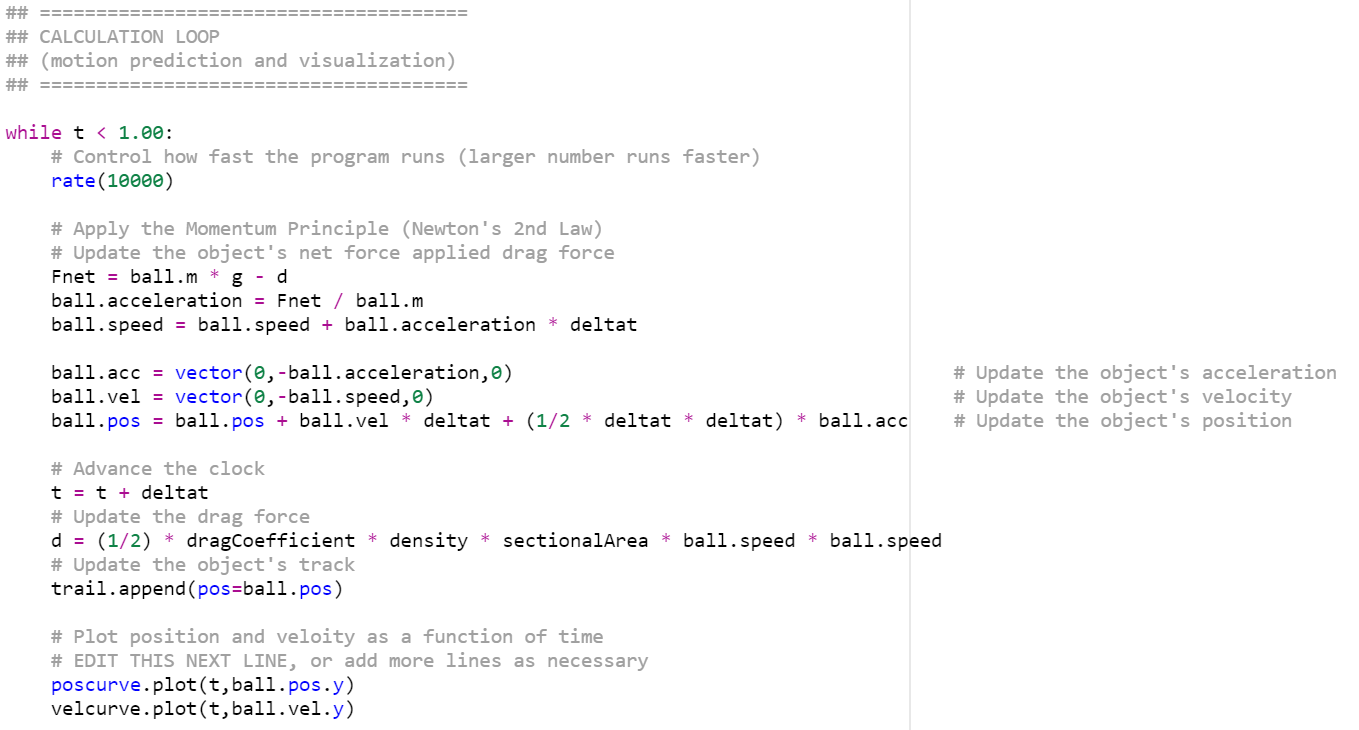 ## ======================================
## CALCULATION LOOP
## (motion prediction and visualization)
## ======================================

while t < 1.00:
    # Control how fast the program runs (larger number runs faster)
    rate(10000)

    # Apply the Momentum Principle (Newton's 2nd Law)
    # Update the object's net force applied drag force
    Fnet = ball.m * g - d
    ball.acceleration = Fnet / ball.m
    ball.speed = ball.speed + ball.acceleration * deltat

    ball.acc = vector(0,-ball.acceleration,0)    # Update the object's acceleration
    ball.vel = vector(0,-ball.speed,0)    # Update the object's velocity
    ball.pos = ball.pos + ball.vel * deltat + (1/2 * deltat * deltat) * ball.acc    # Update the object's position

    # Advance the clock
    t = t + deltat
    # Update the drag force
    d = (1/2) * dragCoefficient * density * sectionalArea * ball.speed * ball.speed
    # Update the object's track
    trail.append(pos=ball.pos)

    # Plot position and veloity as a function of time
    # EDIT THIS NEXT LINE, or add more lines as necessary
    poscurve.plot(t,ball.pos.y)
    velcurve.plot(t,ball.vel.y)